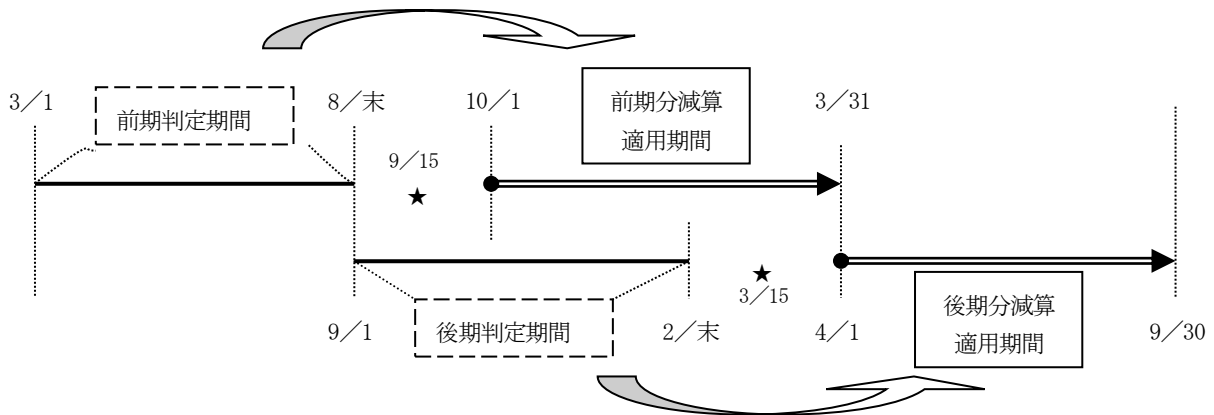 3/1
前期判定期間
8/末
10/1
前期分減算
適用期間
3/31
9/15
★
★
3/15
9/1
後期判定期間
2/末
4/1
後期分減算
適用期間
9/30